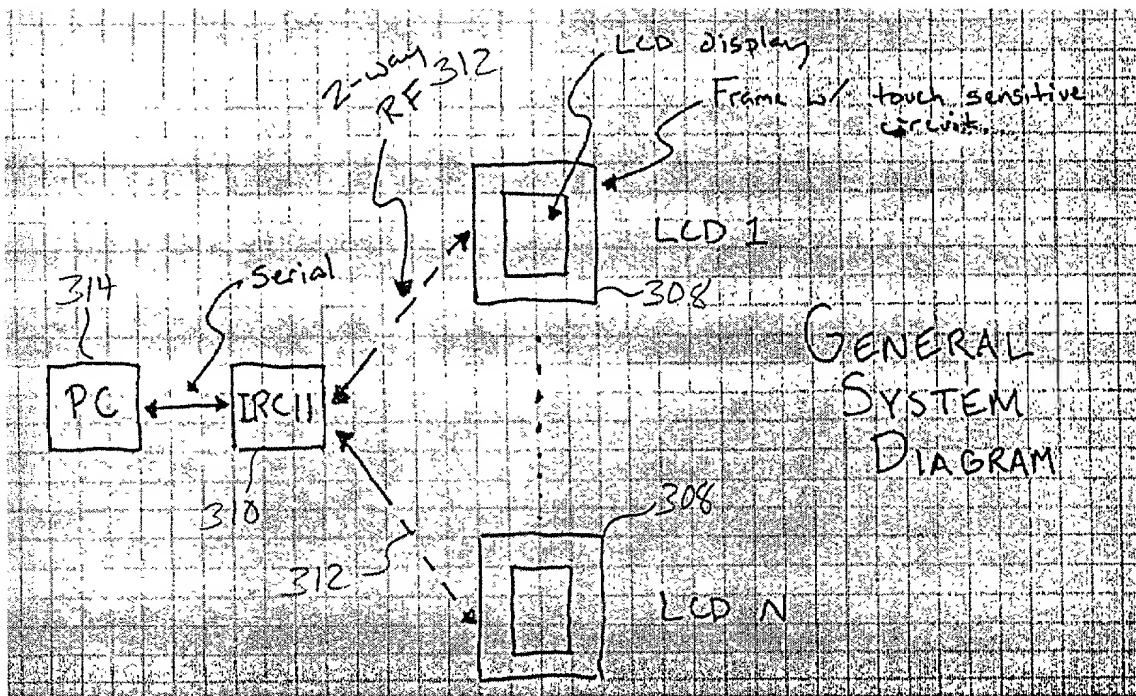 LCD display
2-way
RF 312
Frame w/ touch sensitive
circuit...
LCD 1
308
314
serial
GENERAL
SYSTEM
DIAGRAM
PC
IRC11
310
308
312
LCD N